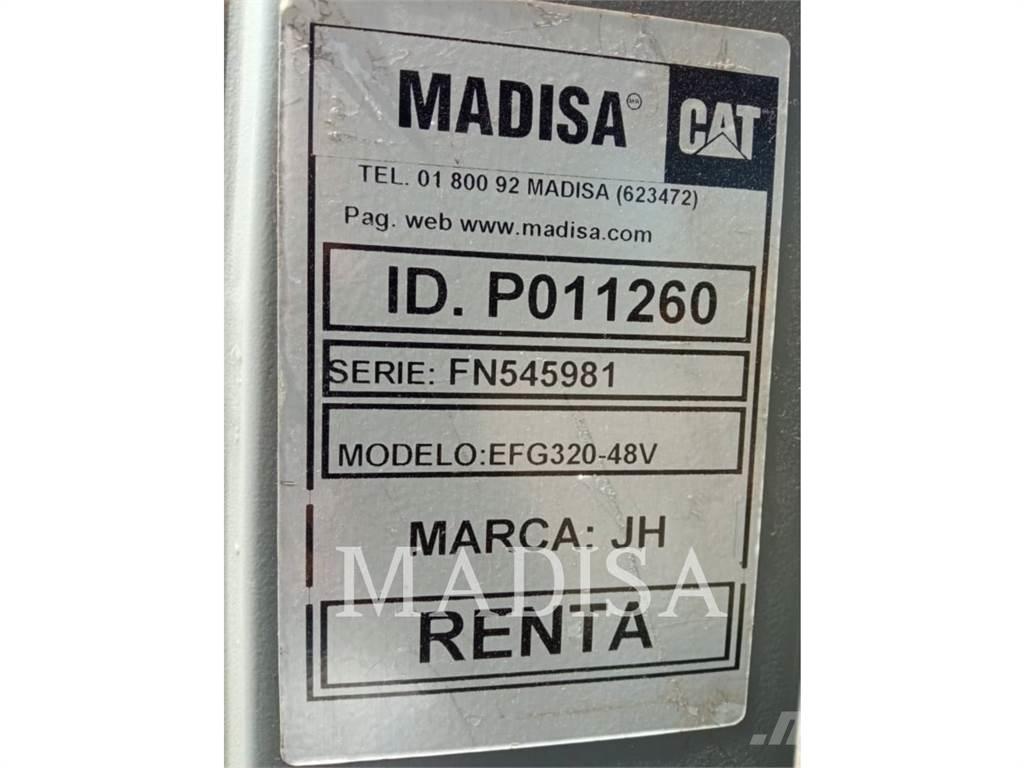 MADISA CAT
TEL. 01 800 92 MADISA (623472)
Pag. web www.madisa.com
ID. P011260
SERIE: FN545981
MODELO:EFG320-48V
MARCA: JH
MADISA
RENTA